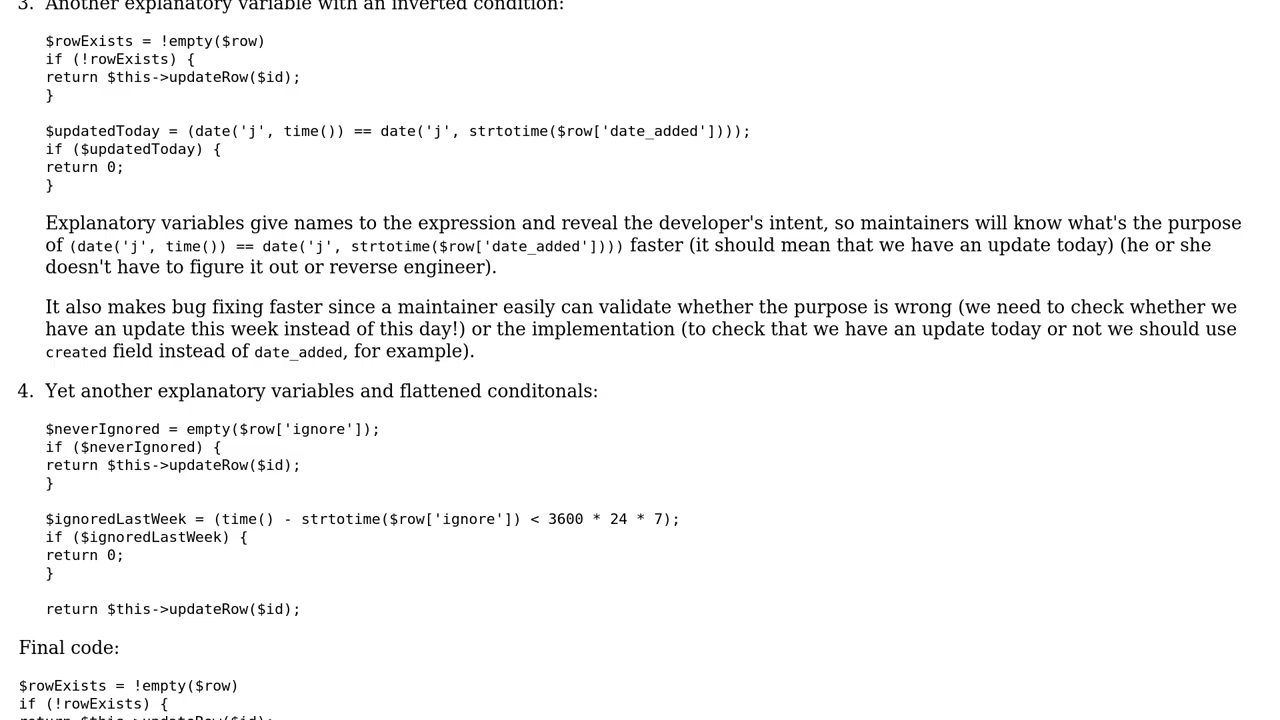 3. Another explanatory variable with an inverted condition:
$rowExists = !empty($row)
if (!rowExists) {
return $this->updateRow($id);
}
$updatedToday = (date('j', time()) == date('j', strtotime($row['date_added'])));
if ($updatedToday) {
return 0;
}
Explanatory variables give names to the expression and reveal the developer's intent, so maintainers will know what's the purpose
of (date('j', time()) == date('j', strtotime($row['date_added']))) faster (it should mean that we have an update today) (he or she
doesn't have to figure it out or reverse engineer).
It also makes bug fixing faster since a maintainer easily can validate whether the purpose is wrong (we need to check whether we
have an update this week instead of this day!) or the implementation (to check that we have an update today or not we should use
created field instead of date_added, for example).
4. Yet another explanatory variables and flattened conditonals:
$neverIgnored = empty($row['ignore']);
if ($neverIgnored) {
return $this->updateRow($id);
}
$ignoredLastWeek = (time() - strtotime($row['ignore']) < 3600 * 24 * 7);
if ($ignoredLastWeek) {
return 0;
}
return $this->updateRow($id);
Final code:
$rowExists = !empty($row)
if (!rowExists) {
return $this->updateRow($id);